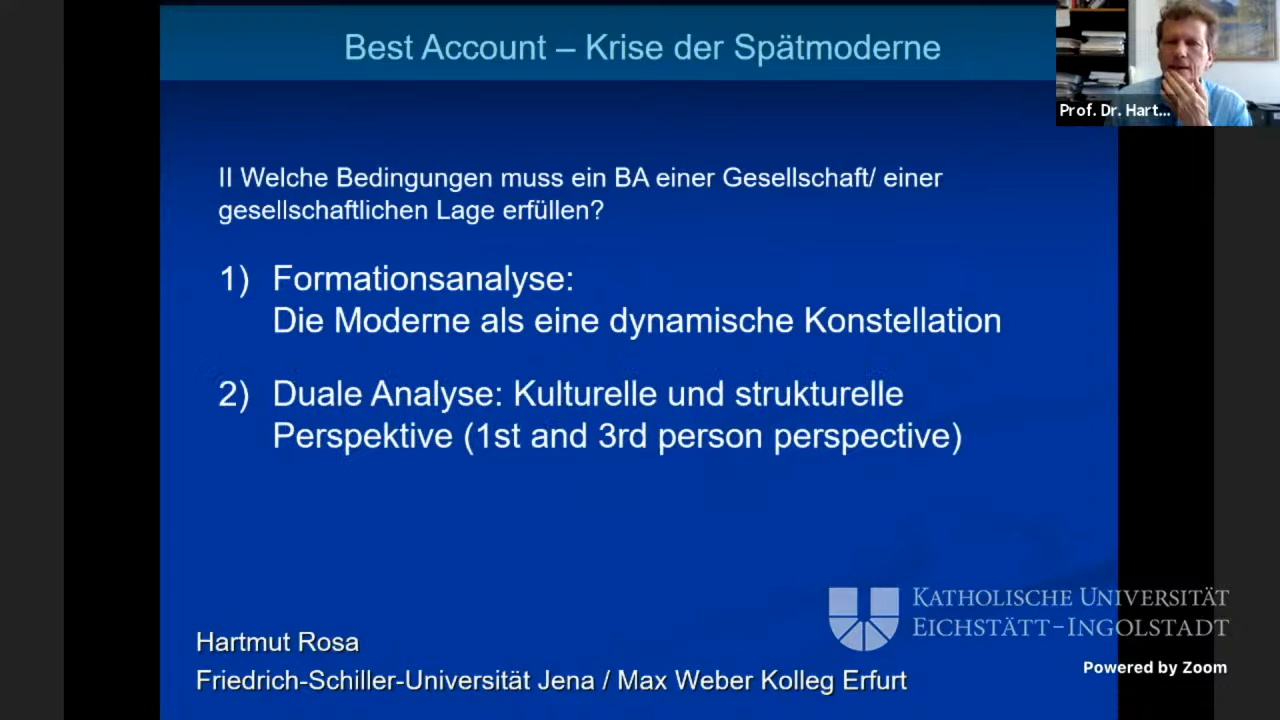 Best Account – Krise der Spätmoderne
Prof. Dr. Hart...
II Welche Bedingungen muss ein BA einer Gesellschaft/ einer
gesellschaftlichen Lage erfüllen?
1) Formationsanalyse:
Die Moderne als eine dynamische Konstellation
2) Duale Analyse: Kulturelle und strukturelle
Perspektive (1st and 3rd person perspective)
KATHOLISCHE UNIVERSITÄT
EICHSTÄTT-INGOLSTADT
Hartmut Rosa
Powered by Zoom
Friedrich-Schiller-Universität Jena / Max Weber Kolleg Erfurt